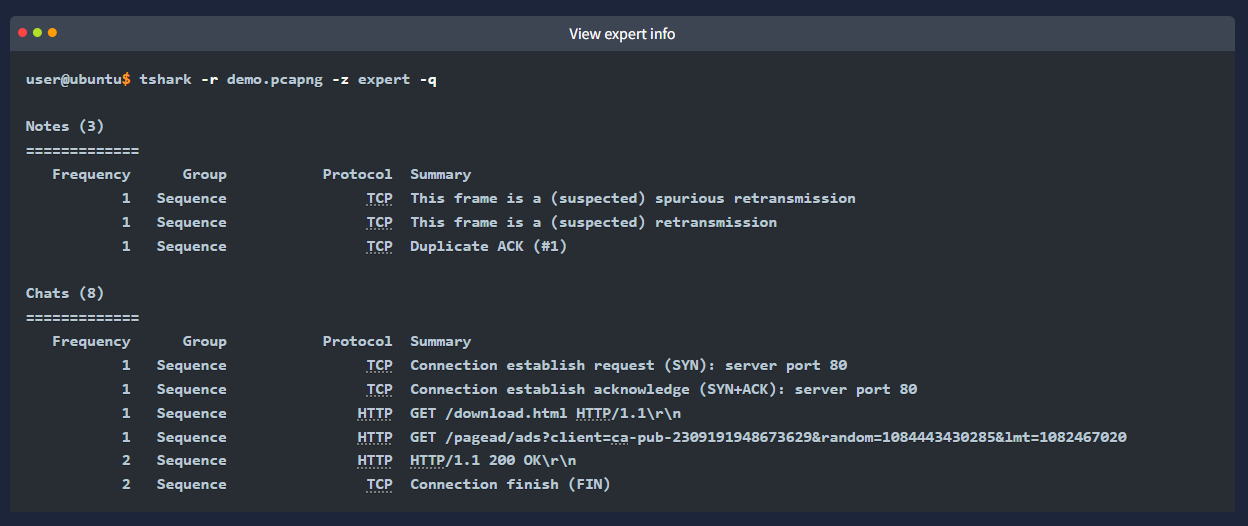 View expert info
user@ubuntu$ tshark -r demo.pcapng -z expert -q
Notes (3)
=============
Frequency Group Protocol Summary
1 Sequence TCP This frame is a (suspected) spurious retransmission
1 Sequence TCP This frame is a (suspected) retransmission
1 Sequence TCP Duplicate ACK (#1)
Chats (8)
=============
Frequency Group Protocol Summary
1 Sequence TCP Connection establish request (SYN): server port 80
1 Sequence TCP Connection establish acknowledge (SYN+ACK): server port 80
1 Sequence HTTP GET /download.html HTTP/1.1\r\n
1 Sequence HTTP GET /pagead/ads?client=ca-pub-2309191948673629&random=1084443430285&lmt=1082467020
2 Sequence HTTP HTTP/1.1 200 OK\r\n
2 Sequence TCP Connection finish (FIN)